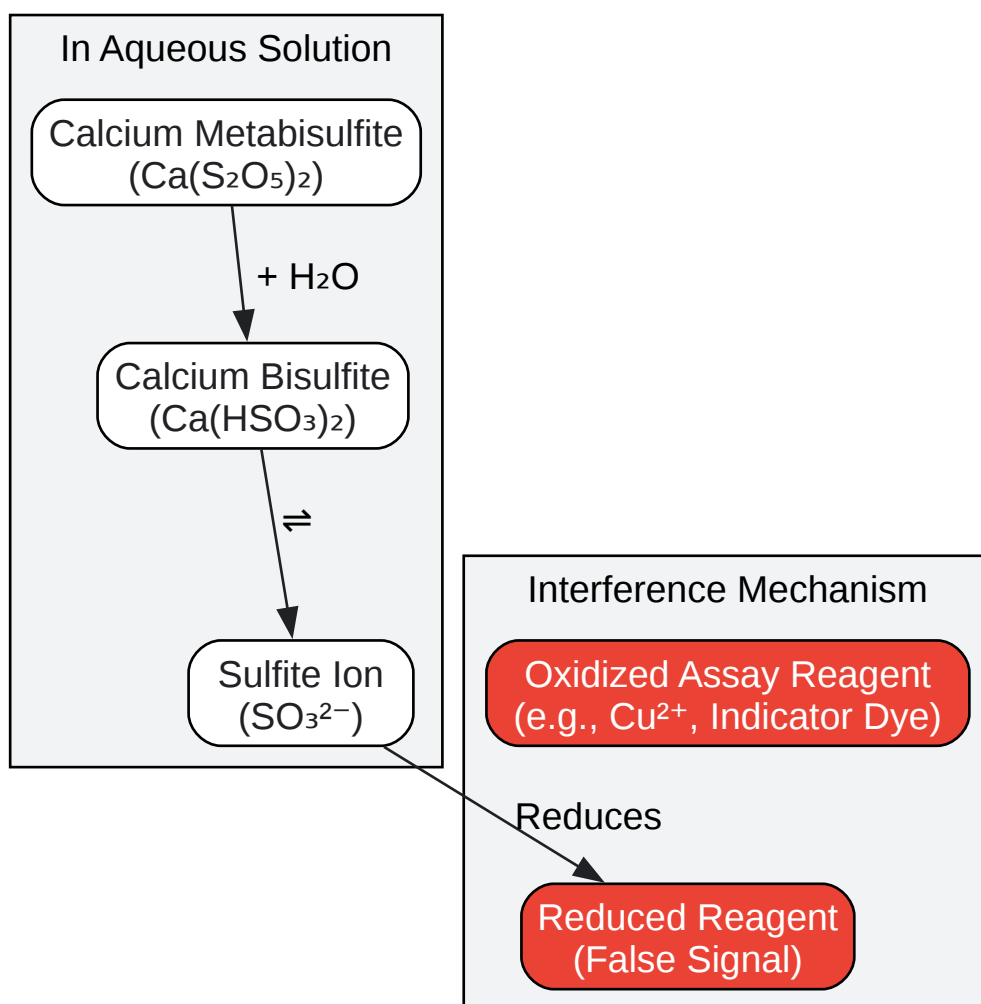 In Aqueous Solution
Calcium Metabisulfite
(Ca(S₂O₅)₂)
+ H₂O
Calcium Bisulfite
(Ca(HSO₃)₂)
⇌
Sulfite Ion
(SO₃²⁻)
Interference Mechanism
Oxidized Assay Reagent
(e.g., Cu²⁺, Indicator Dye)
Reduces
Reduced Reagent
(False Signal)